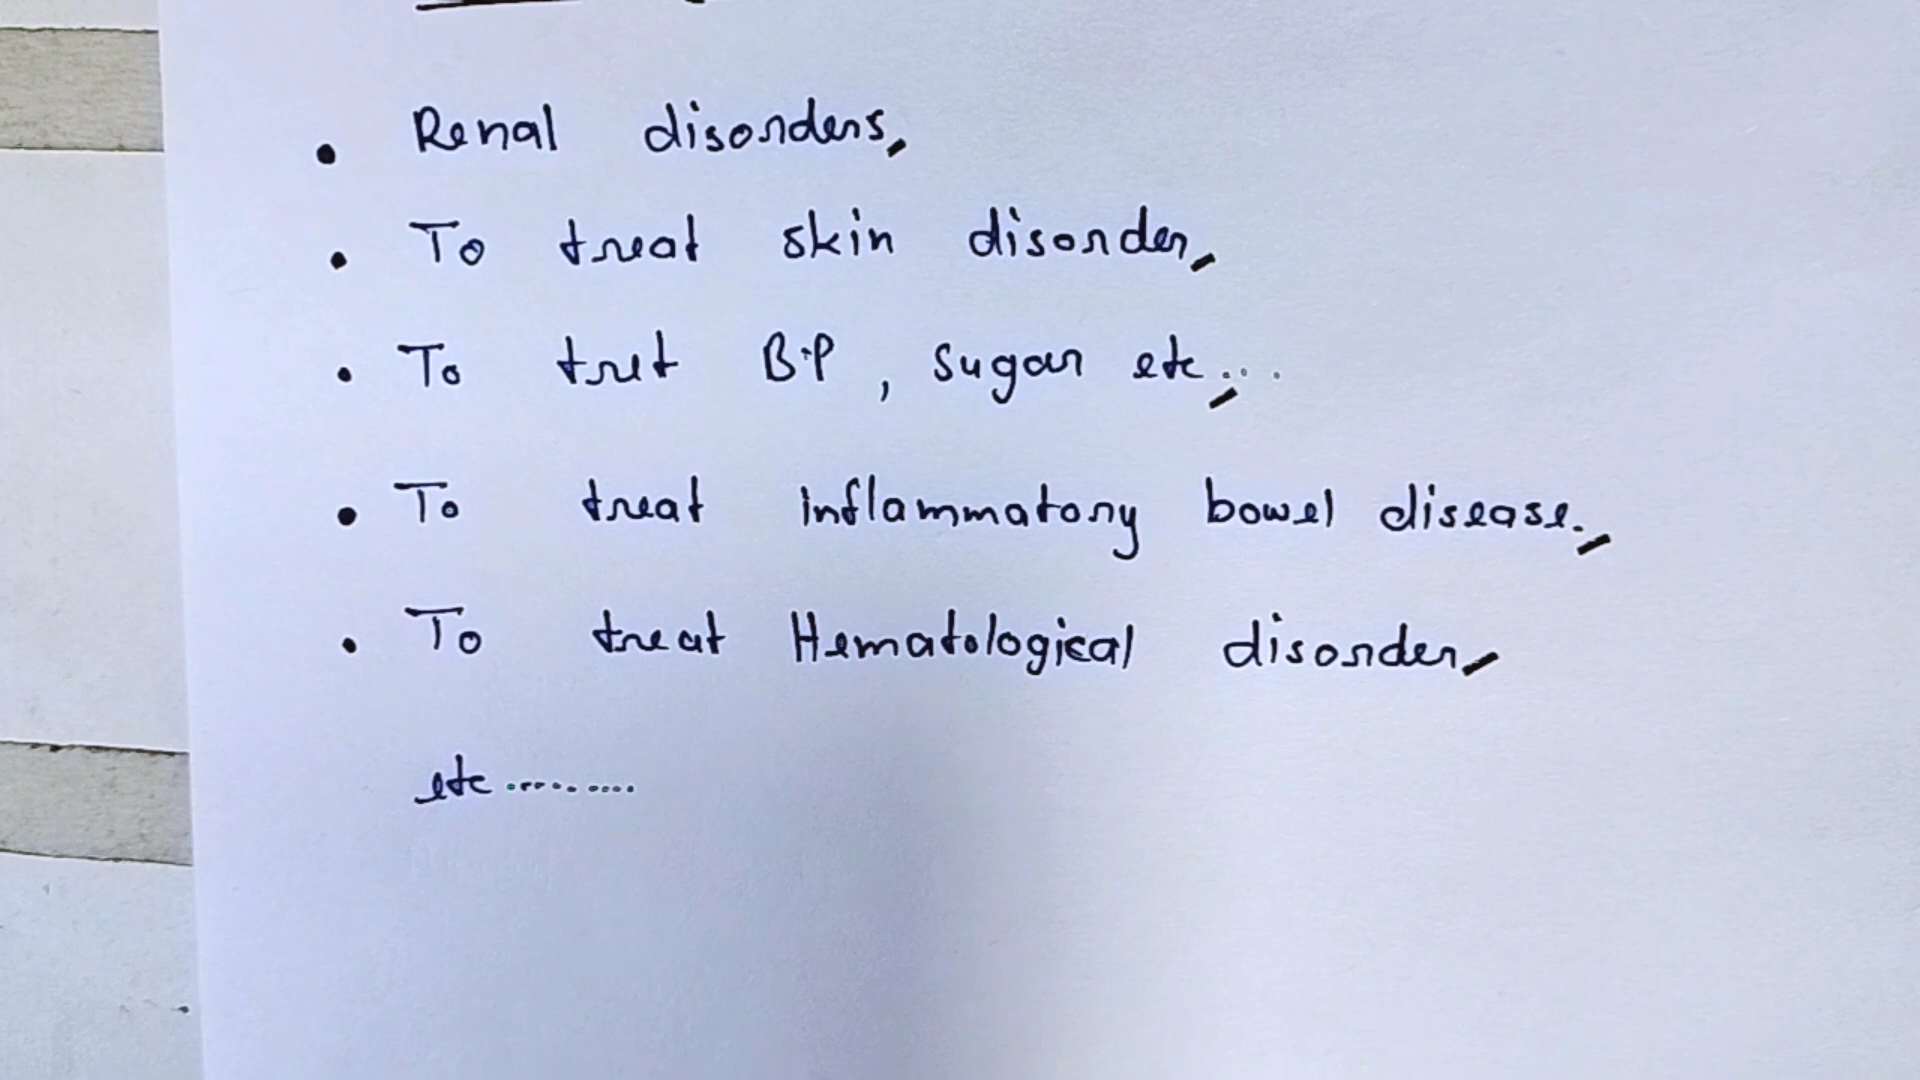 • Renal disorders,
• To treat skin disorder,
• To tret B.P, sugar etc...
• To treat inflammatory bowel disease.
• To treat Hematological disorder,
etc..........